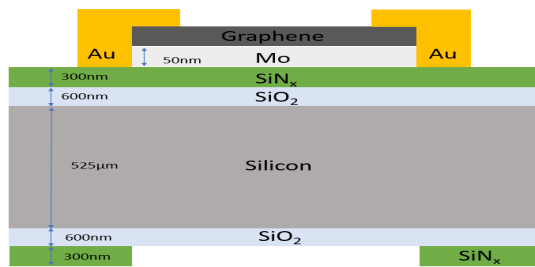 Graphene
Au
50nm
Mo
Au
300nm
SiNₓ
600nm
SiO₂
525μm
Silicon
600nm
SiO₂
300nm
SiNₓ